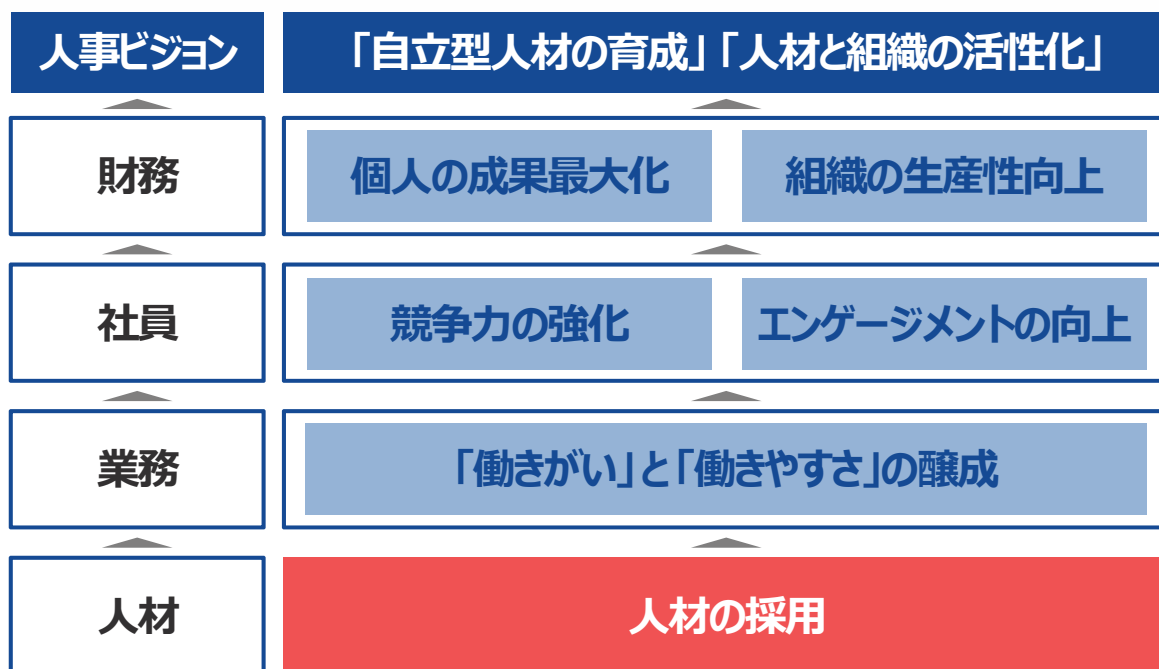 人事ビジョン
「自立型人材の育成」「人材と組織の活性化」
財務
個人の成果最大化
組織の生産性向上
社員
競争力の強化
エンゲージメントの向上
業務
「働きがい」と「働きやすさ」の醸成
人材
人材の採用